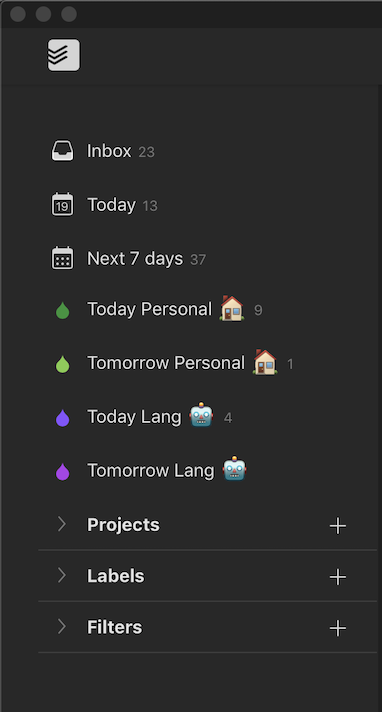 Inbox 23
19
Today 13
Next 7 days 37
Today Personal 🏠 9
Tomorrow Personal 🏠 1
Today Lang 🤖 4
Tomorrow Lang 🤖
Projects +
Labels +
Filters +